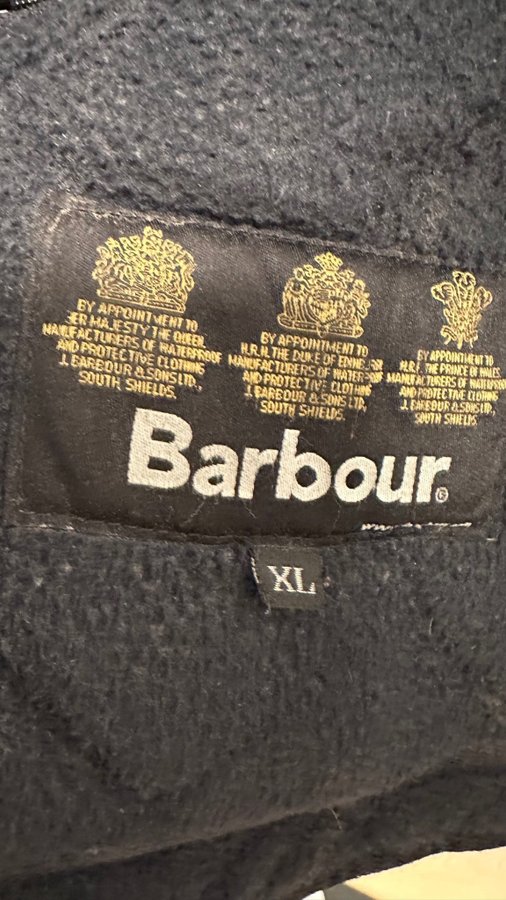 BY APPOINTMENT TO
HER MAJESTY THE QUEEN
MANUFACTURERS OF WATERPROOF
AND PROTECTIVE CLOTHING
J. BARBOUR & SONS LTD.
SOUTH SHIELDS.
BY APPOINTMENT TO
H.R.H. THE DUKE OF EDINBURGH
MANUFACTURERS OF WATER-PROOF
AND PROTECTIVE CLOTHING
J. BARBOUR & SONS LTD.
SOUTH SHIELDS.
BY APPOINTMENT TO
H.R.H. THE PRINCE OF WALES
MANUFACTURERS OF WATERPROOF
AND PROTECTIVE CLOTHING
J. BARBOUR & SONS LTD.
SOUTH SHIELDS
Barbour®
XL